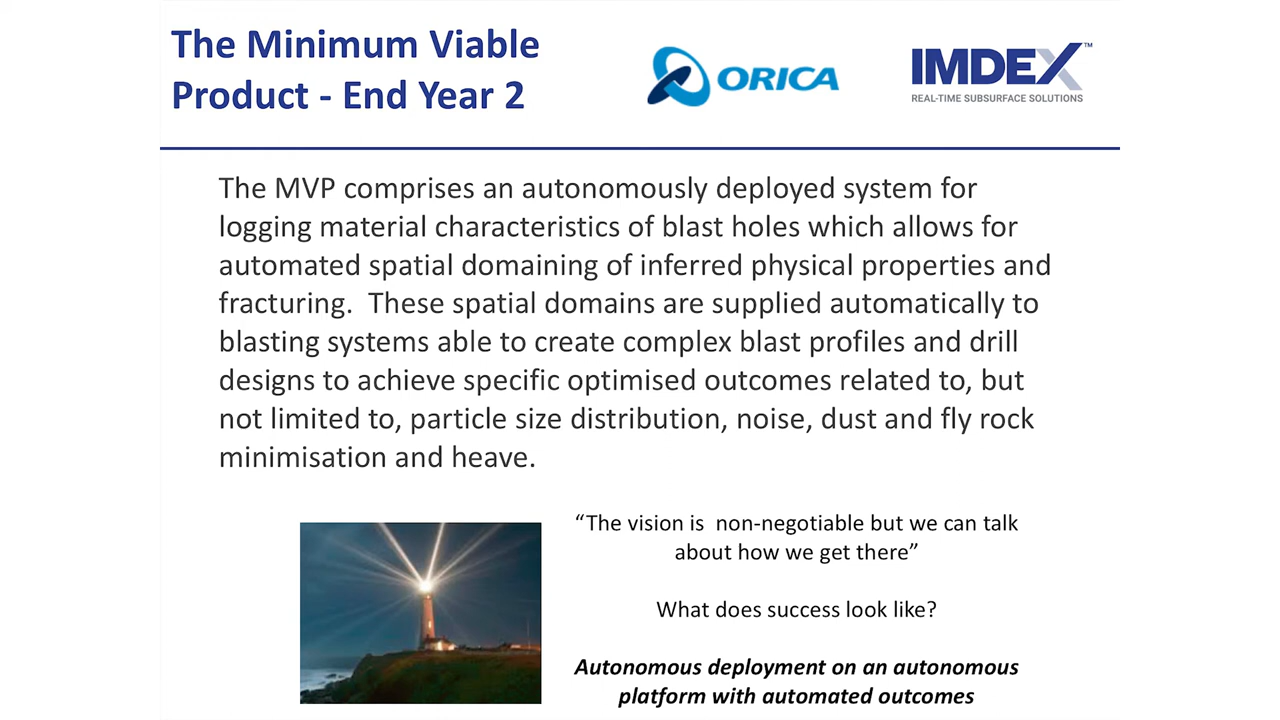 The Minimum Viable
Product - End Year 2
ORICA
IMDEX™
REAL-TIME SUBSURFACE SOLUTIONS
The MVP comprises an autonomously deployed system for
logging material characteristics of blast holes which allows for
automated spatial domaining of inferred physical properties and
fracturing.  These spatial domains are supplied automatically to
blasting systems able to create complex blast profiles and drill
designs to achieve specific optimised outcomes related to, but
not limited to, particle size distribution, noise, dust and fly rock
minimisation and heave.
“The vision is  non-negotiable but we can talk
about how we get there”
What does success look like?
Autonomous deployment on an autonomous
platform with automated outcomes